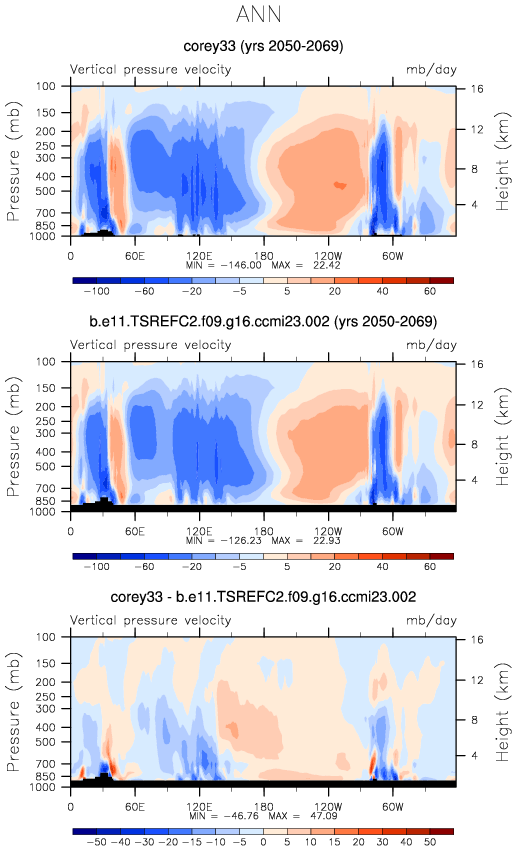 ANN
corey33 (yrs 2050-2069)
Vertical pressure velocity mb/day
Pressure (mb)
100
150
200
250
300
400
500
700
850
1000
16
12
8
4
Height (km)
0 60E 120E 180 120W 60W
MIN = -146.00 MAX = 22.42
-100 -60 -20 -5 5 20 40 60
b.e11.TSREFC2.f09.g16.ccmi23.002 (yrs 2050-2069)
Vertical pressure velocity mb/day
Pressure (mb)
100
150
200
250
300
400
500
700
850
1000
16
12
8
4
Height (km)
0 60E 120E 180 120W 60W
MIN = -126.23 MAX = 22.93
-100 -60 -20 -5 5 20 40 60
corey33 - b.e11.TSREFC2.f09.g16.ccmi23.002
Vertical pressure velocity mb/day
Pressure (mb)
100
150
200
250
300
400
500
700
850
1000
16
12
8
4
Height (km)
0 60E 120E 180 120W 60W
MIN = -46.76 MAX = 47.09
-50 -40 -30 -20 -15 -10 -5 0 5 10 15 20 30 40 50